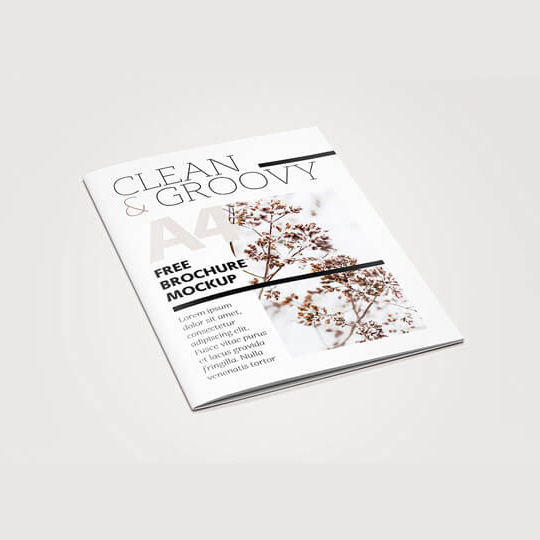 CLEAN
& GROOVY
A4
FREE
BROCHURE
MOCKUP
Lorem ipsum
dolor sit amet,
consectetur
adipiscing elit.
Fusce vitae purus
et lacus gravida
fringilla. Nulla
venenatis tortor